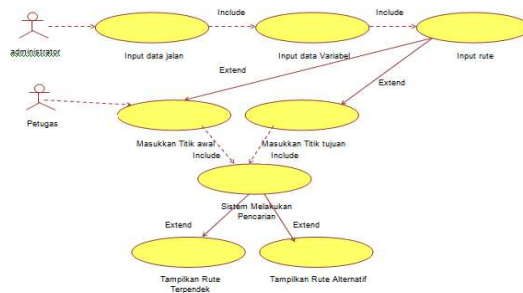 Include
Include
administrator
Input data jalan
Input data Variabel
Input rute
Extend
Extend
Petugas
Masukkan Titik awal
Masukkan Titik tujuan
Include
Include
Sistem Melakukan
Pencarian
Extend
Extend
Tampilkan Rute
Terpendek
Tampilkan Rute Alternatif